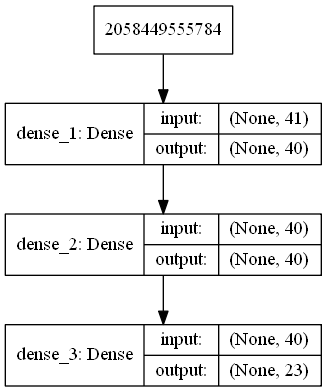 2058449555784
dense_1: Dense
input: (None, 41)
output: (None, 40)
dense_2: Dense
input: (None, 40)
output: (None, 40)
dense_3: Dense
input: (None, 40)
output: (None, 23)